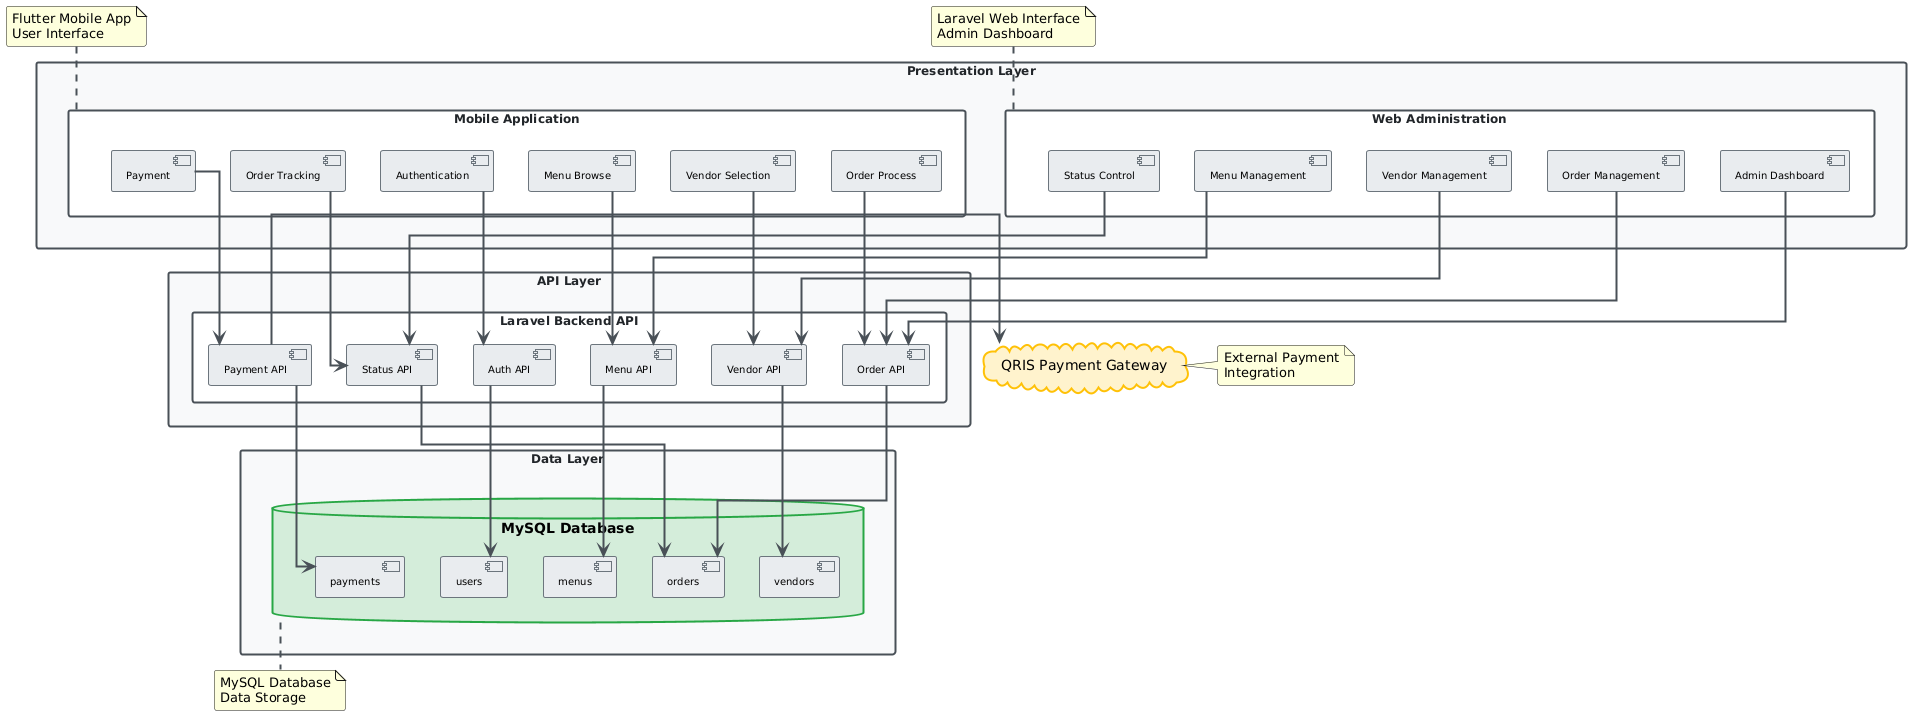 Flutter Mobile App
User Interface
Laravel Web Interface
Admin Dashboard
Presentation Layer
Mobile Application
Web Administration
Payment
Order Tracking
Authentication
Menu Browse
Vendor Selection
Order Process
Status Control
Menu Management
Vendor Management
Order Management
Admin Dashboard
API Layer
Laravel Backend API
Payment API
Status API
Auth API
Menu API
Vendor API
Order API
QRIS Payment Gateway
External Payment
Integration
Data Layer
MySQL Database
payments
users
menus
orders
vendors
MySQL Database
Data Storage